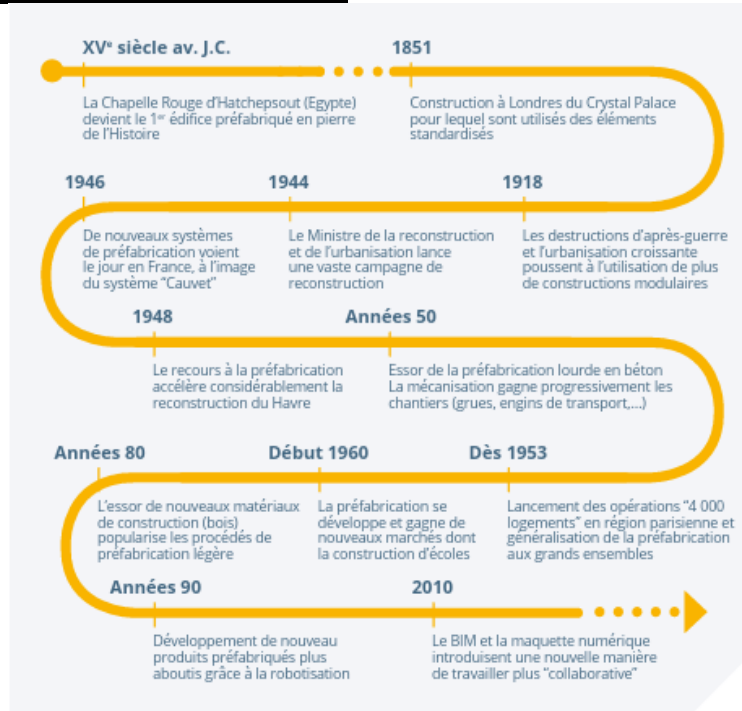 XVᵉ siècle av. J.C.
La Chapelle Rouge d'Hatchepsout (Egypte)
devient le 1ᵉʳ édifice préfabriqué en pierre
de l'Histoire
1851
Construction à Londres du Crystal Palace
pour lequel sont utilisés des éléments
standardisés
1918
Les destructions d'après-guerre
et l'urbanisation croissante
poussent à l'utilisation de plus
de constructions modulaires
1944
Le Ministre de la reconstruction
et de l'urbanisation lance
une vaste campagne de
reconstruction
1946
De nouveaux systèmes
de préfabrication voient
le jour en France, à l'image
du système "Cauvet"
1948
Le recours à la préfabrication
accélère considérablement la
reconstruction du Havre
Années 50
Essor de la préfabrication lourde en béton
La mécanisation gagne progressivement les
chantiers (grues, engins de transport,...)
Dès 1953
Lancement des opérations "4 000
logements" en région parisienne et
généralisation de la préfabrication
aux grands ensembles
Début 1960
La préfabrication se
développe et gagne de
nouveaux marchés dont
la construction d'écoles
Années 80
L'essor de nouveaux matériaux
de construction (bois)
popularise les procédés de
préfabrication légère
Années 90
Développement de nouveau
produits préfabriqués plus
aboutis grâce à la robotisation
2010
Le BIM et la maquette numérique
introduisent une nouvelle manière
de travailler plus "collaborative"